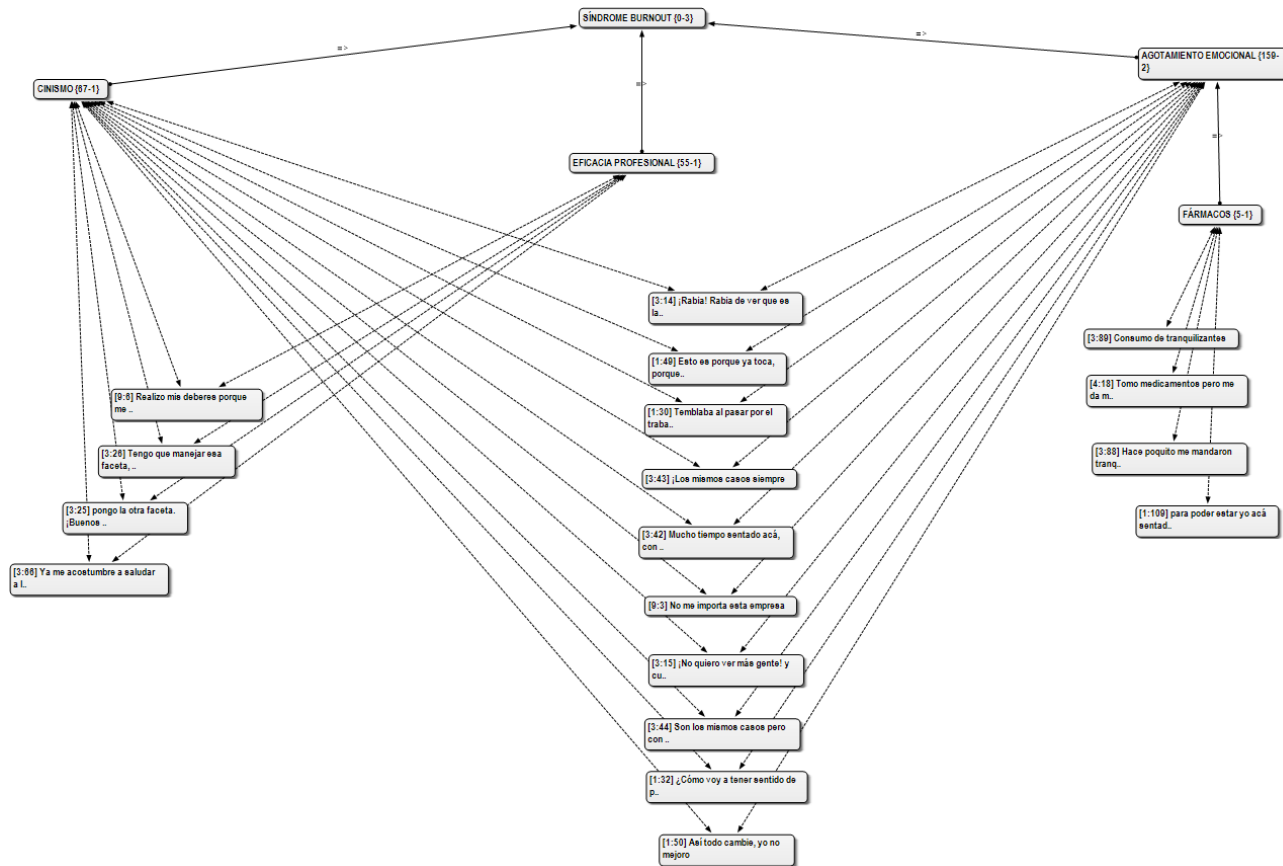 SÍNDROME BURNOUT {0-3}
= >
= >
AGOTAMIENTO EMOCIONAL {159-
2}
= >
CINISMO {67-1}
= >
EFICACIA PROFESIONAL {55-1}
FÁRMACOS {5-1}
[3:14] ¡Rabia! Rabia de ver que es
la..
[3:89] Consumo de tranquilizantes
[1:49] Esto es porque ya toca,
porque..
[4:18] Tomo medicamentos pero me
da m..
[9:6] Realizo mis deberes porque
me ..
[1:30] Temblaba al pasar por el
traba..
[3:26] Tengo que manejar esa
faceta, ..
[3:88] Hace poquito me mandaron
tranq..
[3:43] ¡Los mismos casos siempre
[3:25] pongo la otra faceta.
¡Buenos ..
[1:109] para poder estar yo acá
sentad..
[3:42] Mucho tiempo sentado acá,
con ..
[3:66] Ya me acostumbre a saludar
a l..
[9:3] No me importa esta empresa
[3:15] ¡No quiero ver más gente! y
cu..
[3:44] Son los mismos casos pero
con ..
[1:32] ¿Cómo voy a tener sentido de
p..
[1:50] Así todo cambie, yo no
mejoro